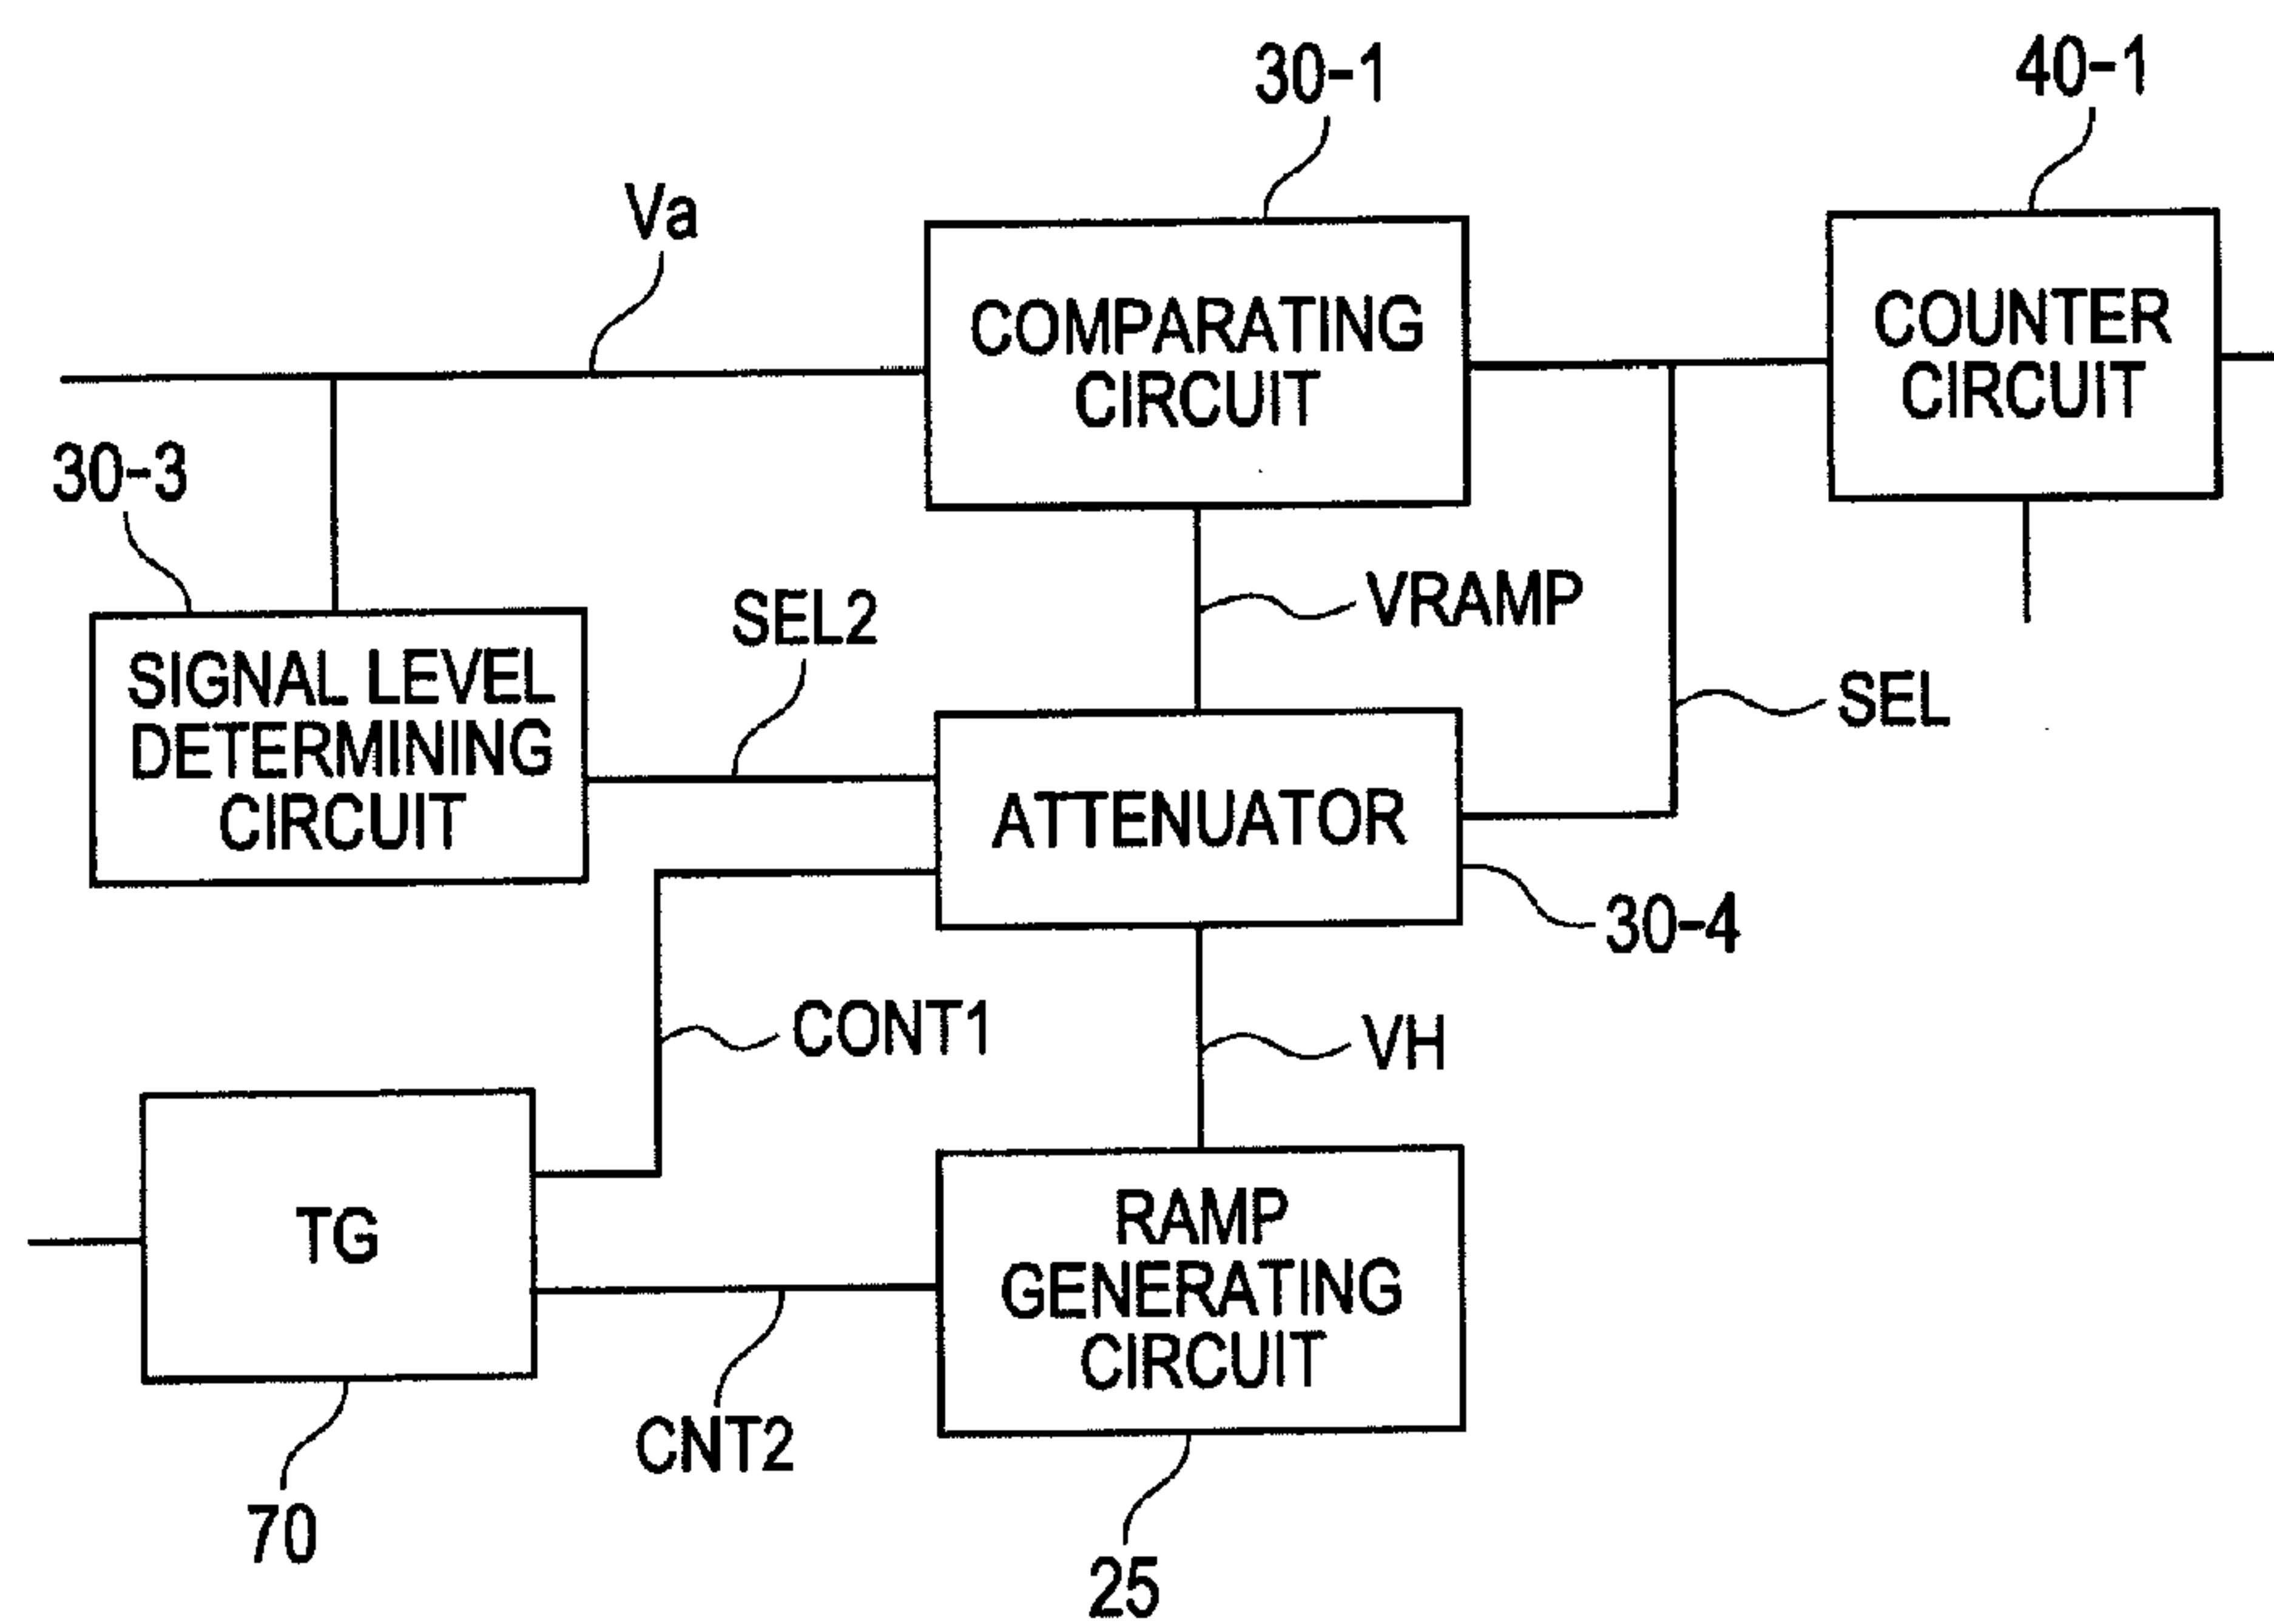 30-1
40-1
Va
COMPARATING
CIRCUIT
COUNTER
CIRCUIT
30-3
VRAMP
SEL2
SIGNAL LEVEL
DETERMINING
CIRCUIT
SEL
ATTENUATOR
30-4
CONT1
VH
TG
RAMP
GENERATING
CIRCUIT
CNT2
70
25